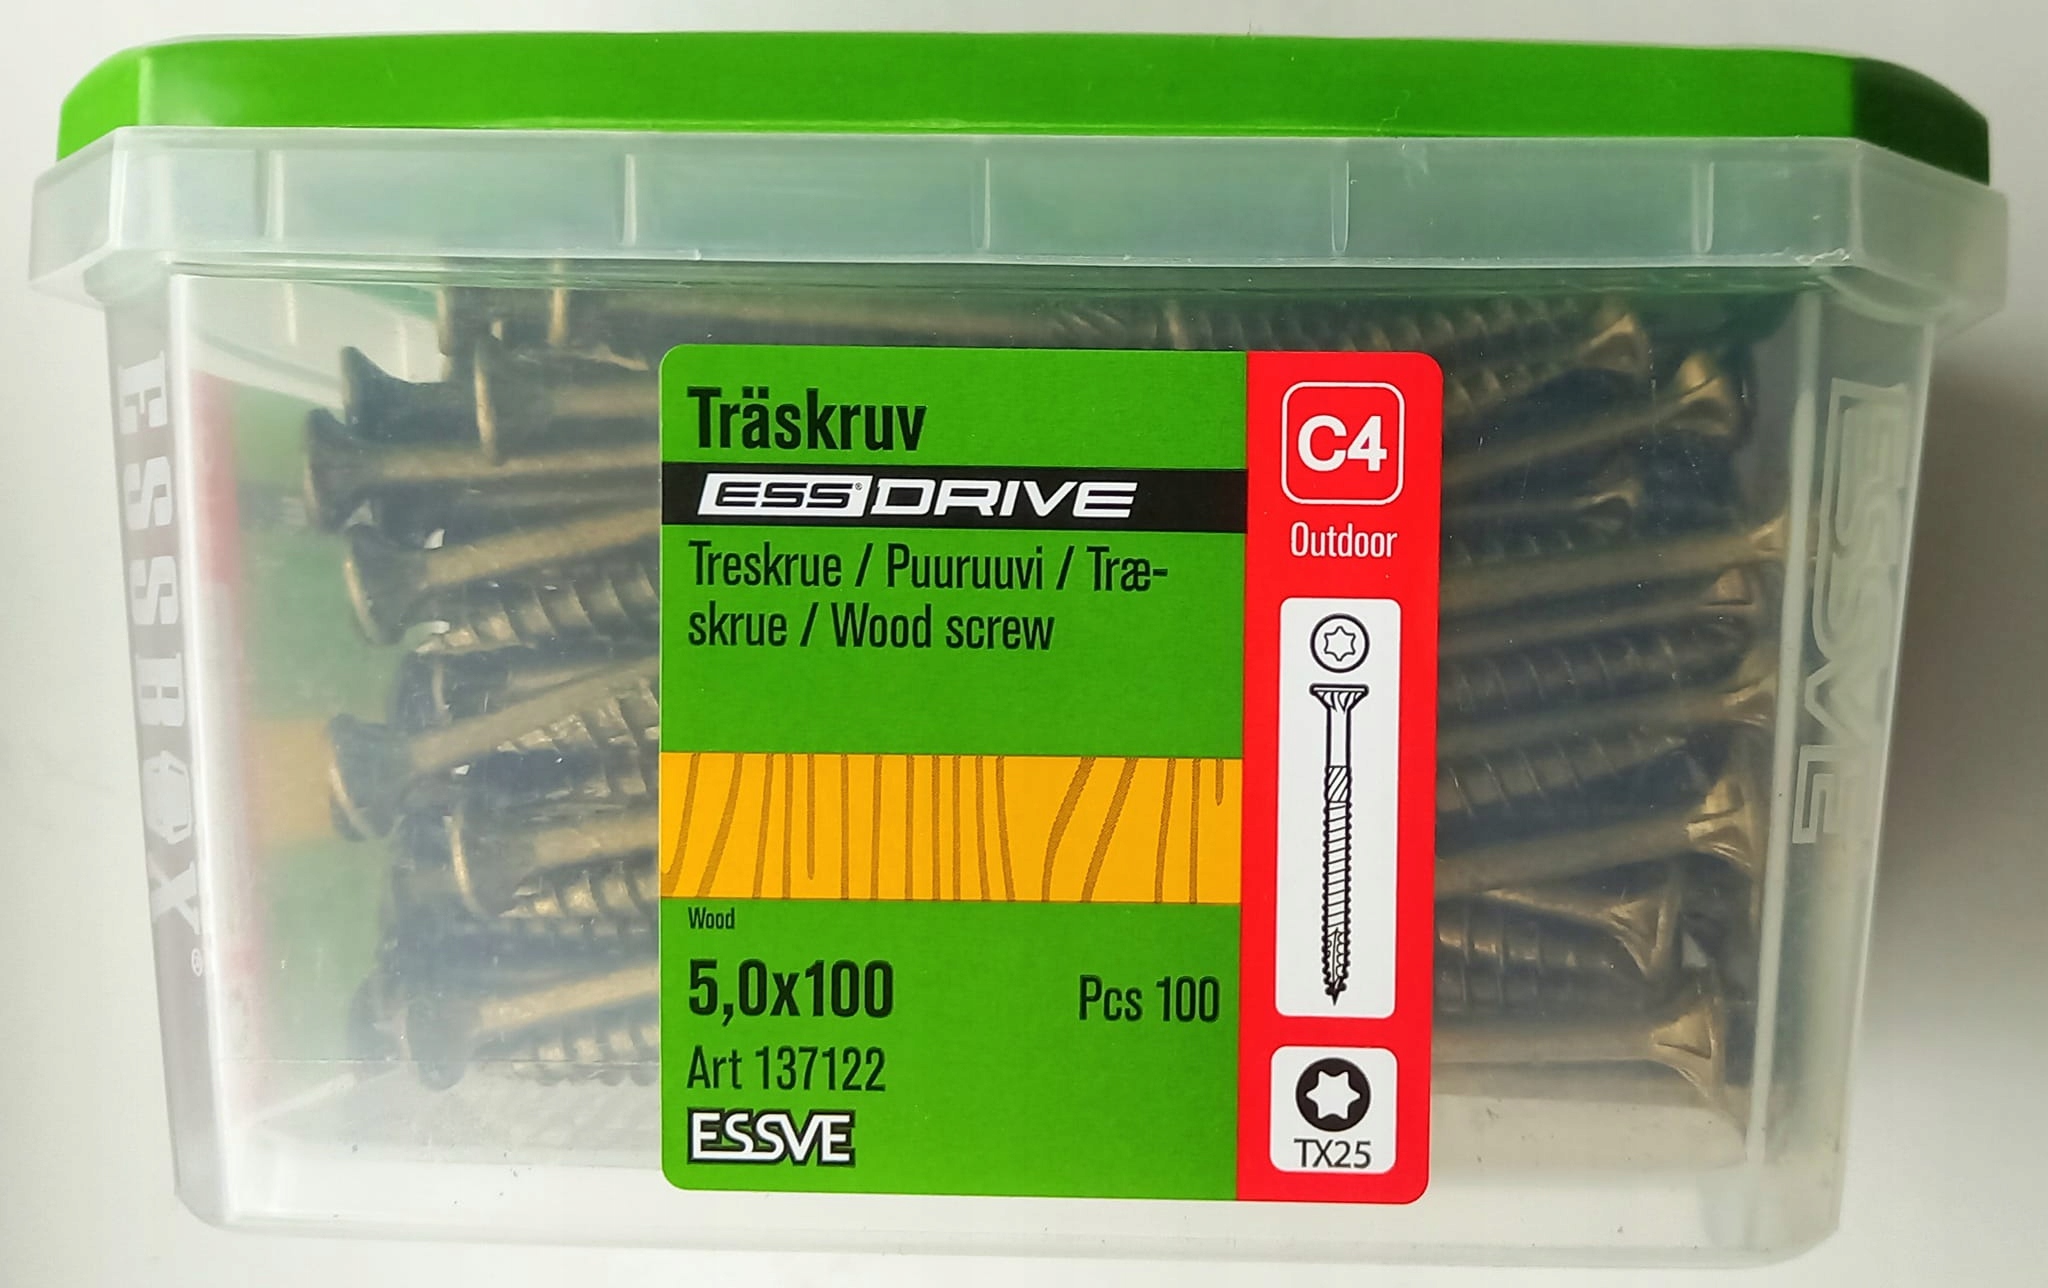 Träskruv
ESS® DRIVE
Treskrue / Puuruuvi / Træ-
skrue / Wood screw
Wood
5,0x100
Pcs 100
Art 137122
ESSVE
C4
Outdoor
TX25
ESSBOX®
ESSVE